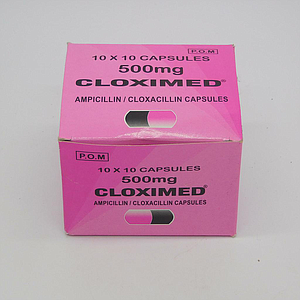 P.O.M
10 X 10 CAPSULES
500mg
CLOXIMED®
AMPICILLIN / CLOXACILLIN CAPSULES
P.O.M
10 X 10 CAPSULES
500mg
CLOXIMED®
AMPICILLIN / CLOXACILLIN CAPSULES